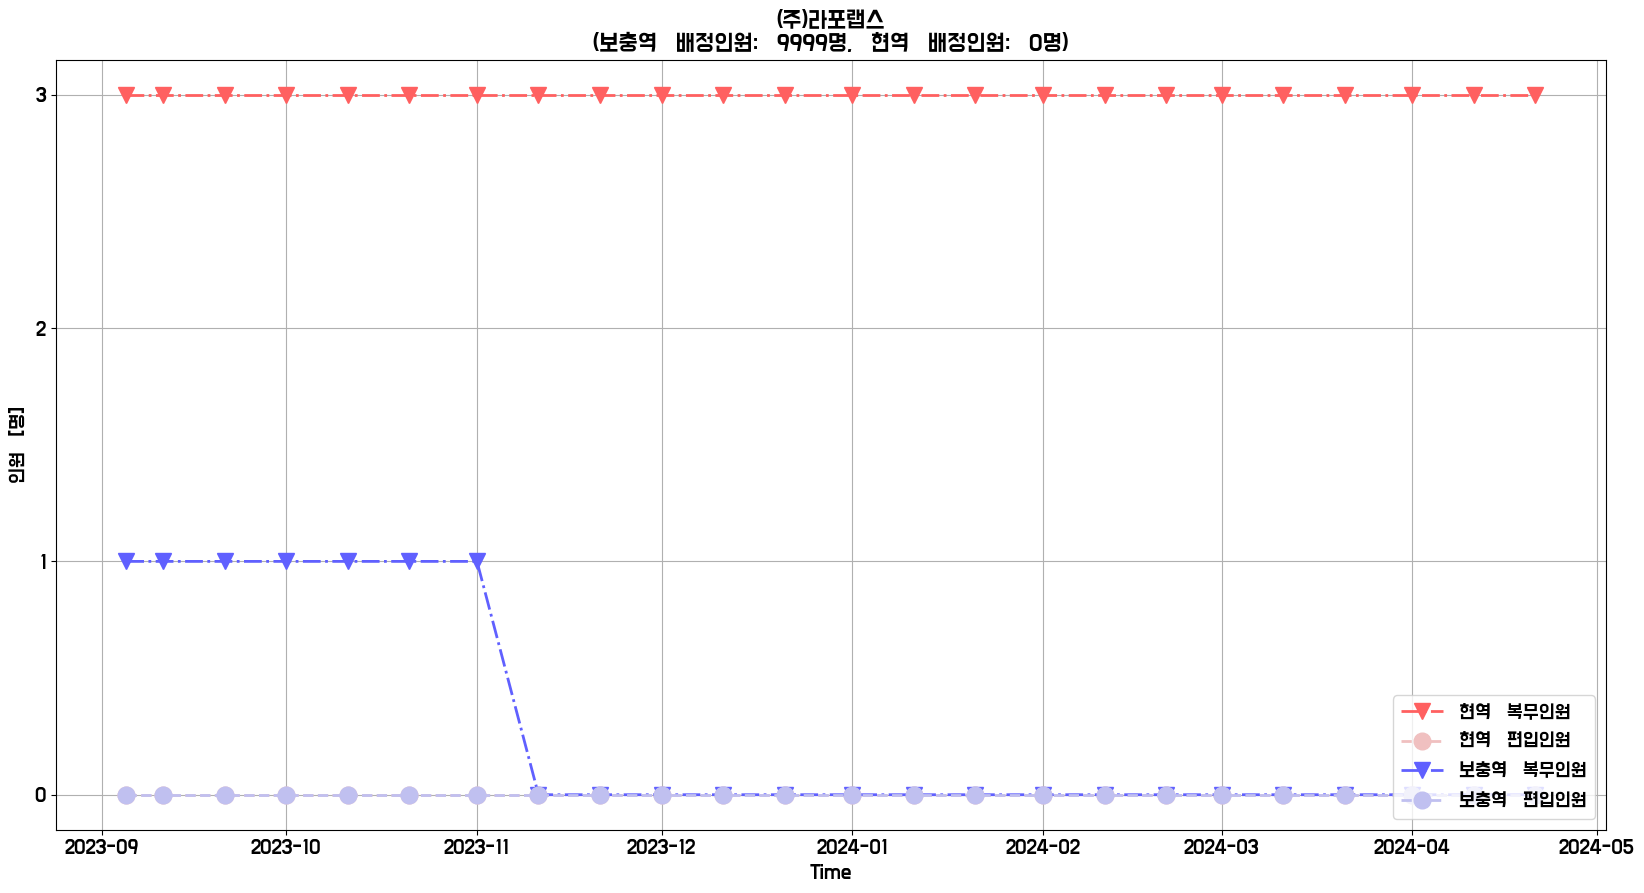 (주)라포랩스
(보충역 배정인원: 9999명, 현역 배정인원: 0명)
인원 [명]
3
2
1
0
현역 복무인원
현역 편입인원
보충역 복무인원
보충역 편입인원
2023-09 2023-10 2023-11 2023-12 2024-01 2024-02 2024-03 2024-04 2024-05
Time